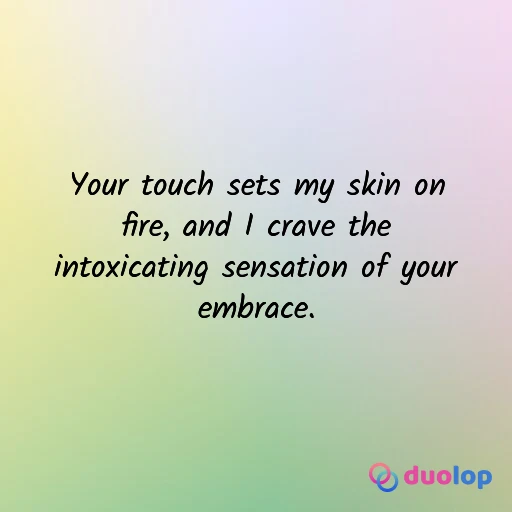 Your touch sets my skin on
fire, and I crave the
intoxicating sensation of your
embrace.
duolop